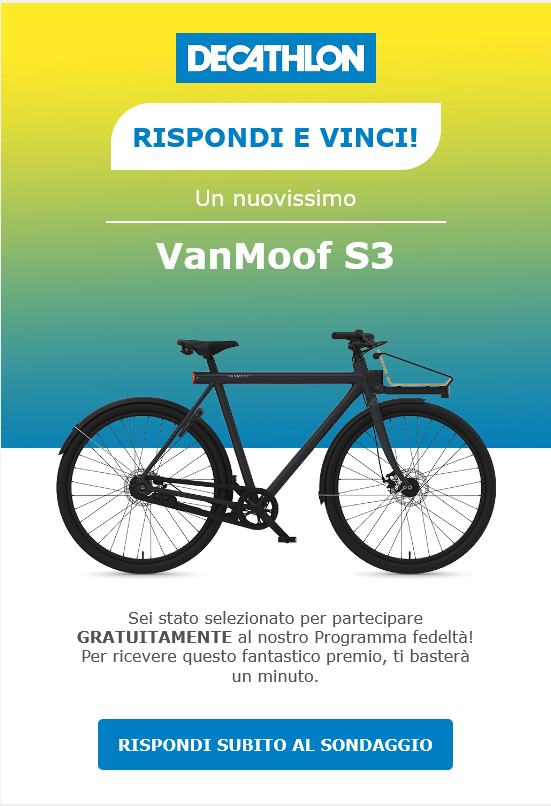 DECATHLON
RISPONDI E VINCI!
Un nuovissimo
VanMoof S3
VANMOOF
Sei stato selezionato per partecipare
GRATUITAMENTE al nostro Programma fedeltà!
Per ricevere questo fantastico premio, ti basterà
un minuto.
RISPONDI SUBITO AL SONDAGGIO